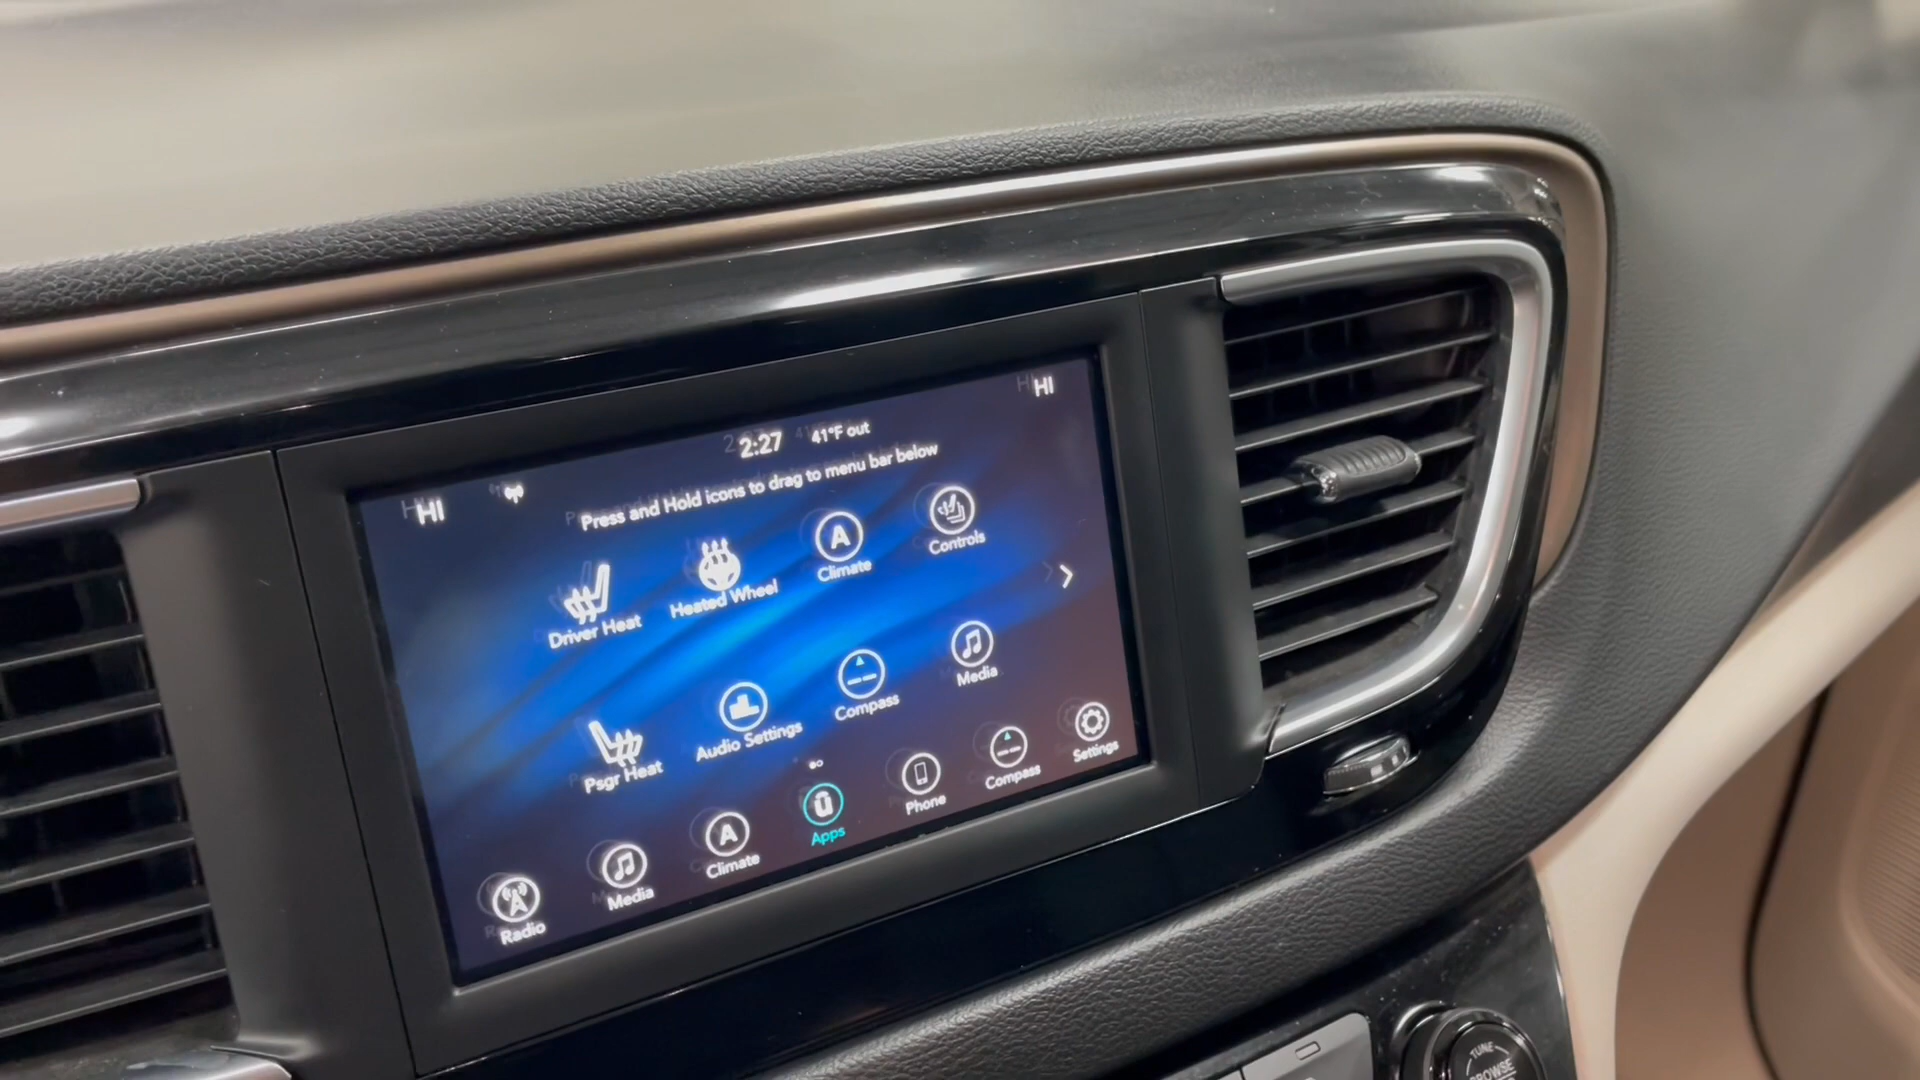 HI
2:27 41°F out
HI
Press and Hold icons to drag to menu bar below
Driver Heat
Heated Wheel
A
Climate
Controls
Psgr Heat
Audio Settings
Compass
Media
A
Radio
Media
A
Climate
Apps
Phone
Compass
Settings
TUNE
BROWSE